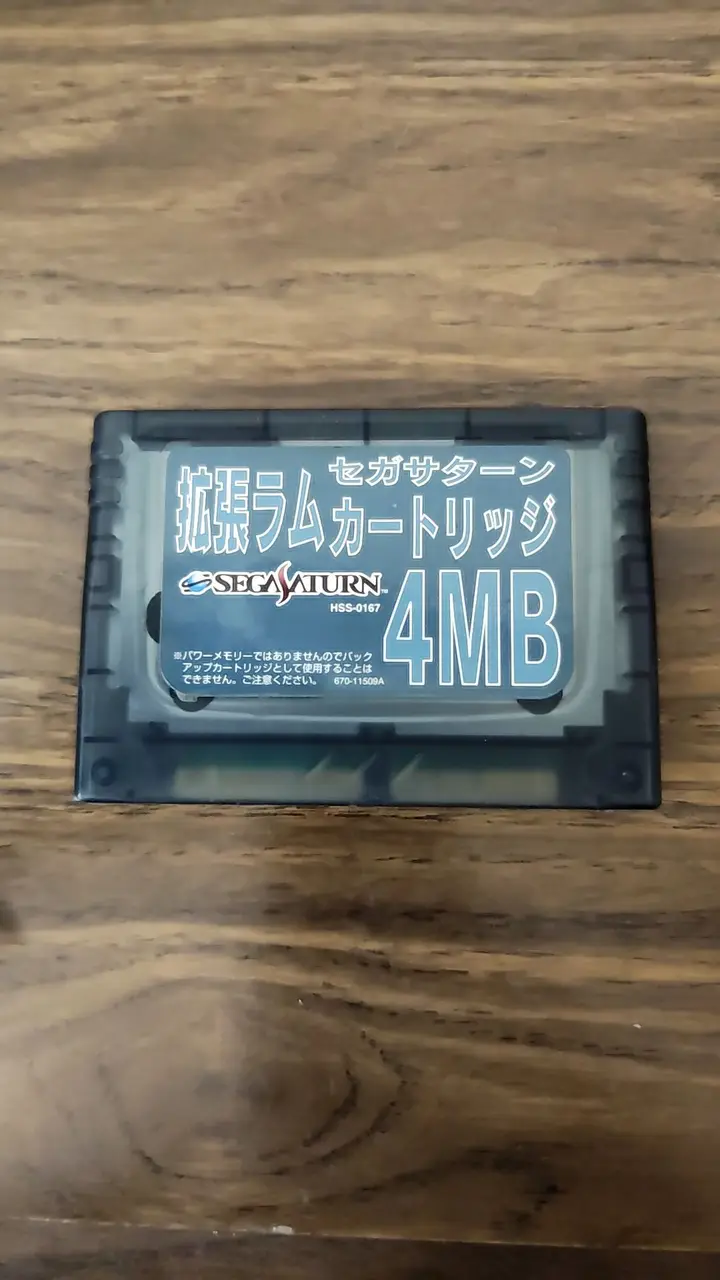 セガサターン
拡張ラムカートリッジ
SEGASATURN™
HSS-0167
4MB
※パワーメモリーではありませんのでバック
アップカートリッジとして使用することは
できません。ご注意ください。 670-11509A